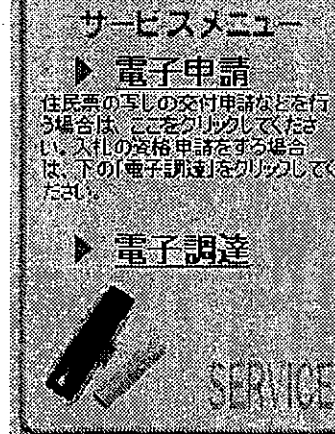 サービスメニュー
電子申請
住民票の写しの交付申請などを行
う場合は、ここをクリックしてくださ
い。入札の資格申請をする場合
は、下の「電子調達」をクリックしてく
ださい。
電子調達
SERVICE